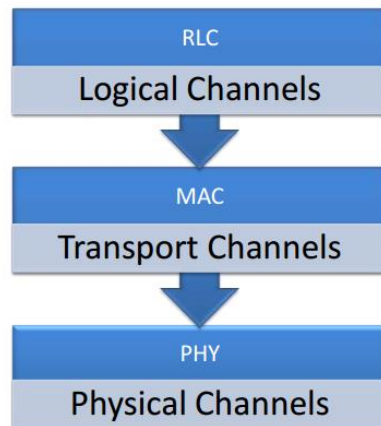 RLC
Logical Channels
MAC
Transport Channels
PHY
Physical Channels